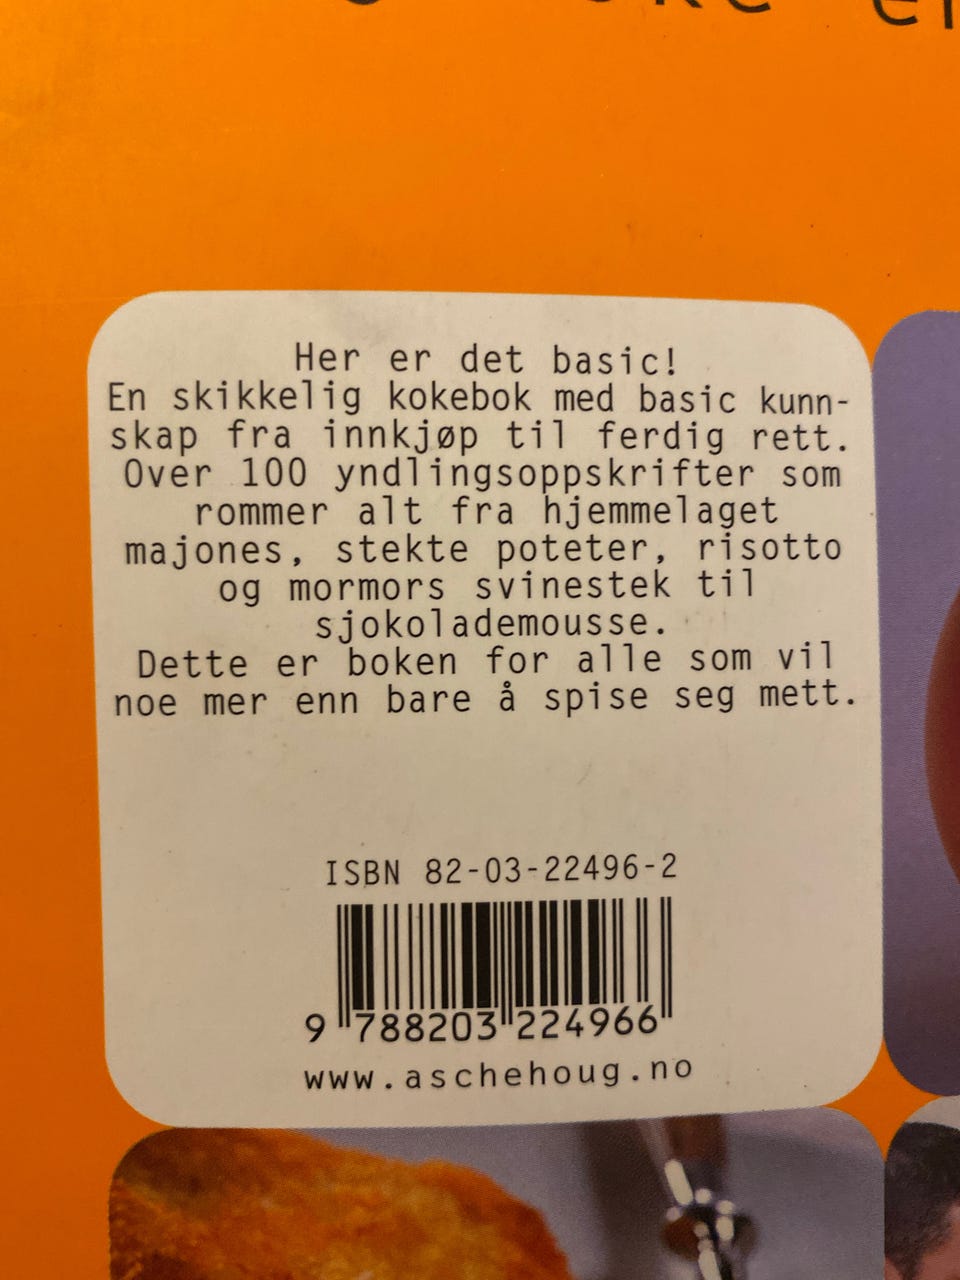 Her er det basic!
En skikkelig kokebok med basic kunn-
skap fra innkjøp til ferdig rett.
Over 100 yndlingsoppskrifter som
rommer alt fra hjemmelaget
majones, stekte poteter, risotto
og mormors svinestek til
sjokolademousse.
Dette er boken for alle som vil
noe mer enn bare å spise seg mett.
ISBN 82-03-22496-2
9 788203 224966
www.aschehoug.no